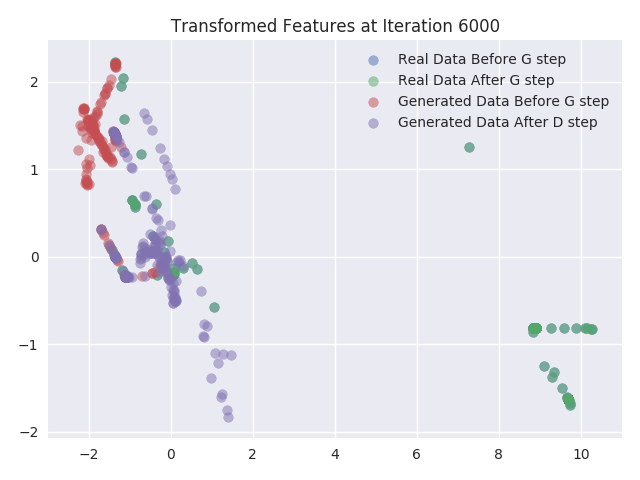 Transformed Features at Iteration 6000
Real Data Before G step
Real Data After G step
Generated Data Before G step
Generated Data After D step
2
1
0
−1
−2
−2 0 2 4 6 8 10